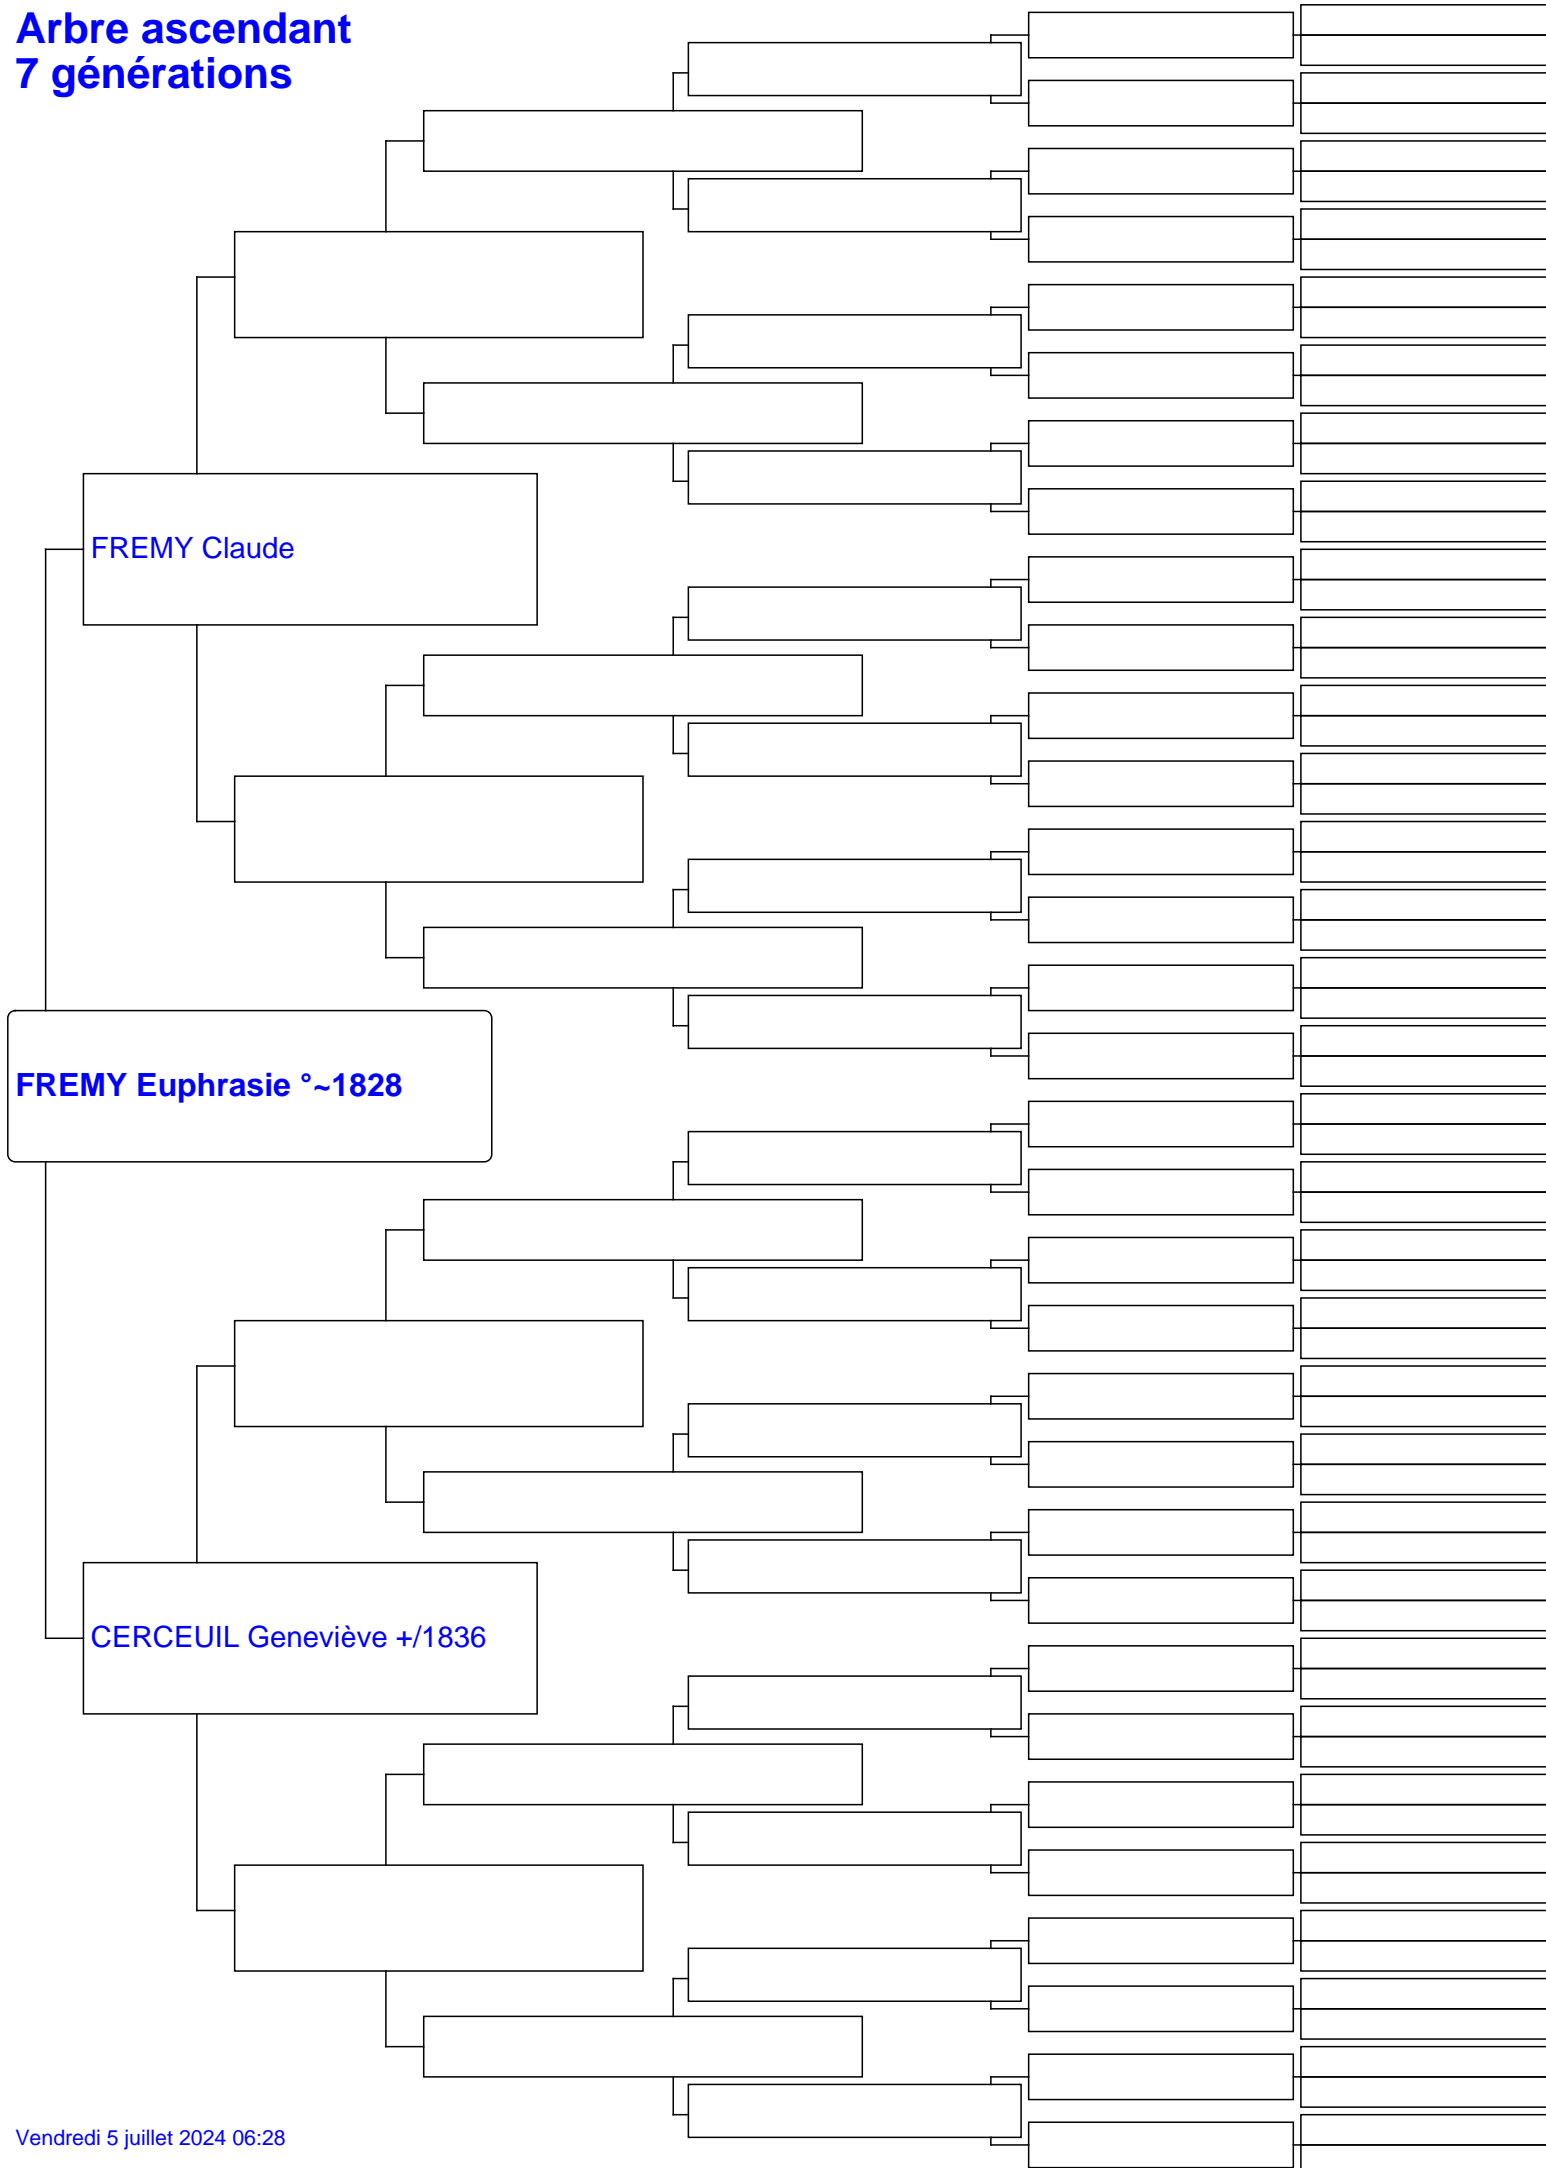 Arbre ascendant
7 générations
FREMY Claude
FREMY Euphrasie °~1828
CERCEUIL Geneviève +/1836
Vendredi 5 juillet 2024 06:28